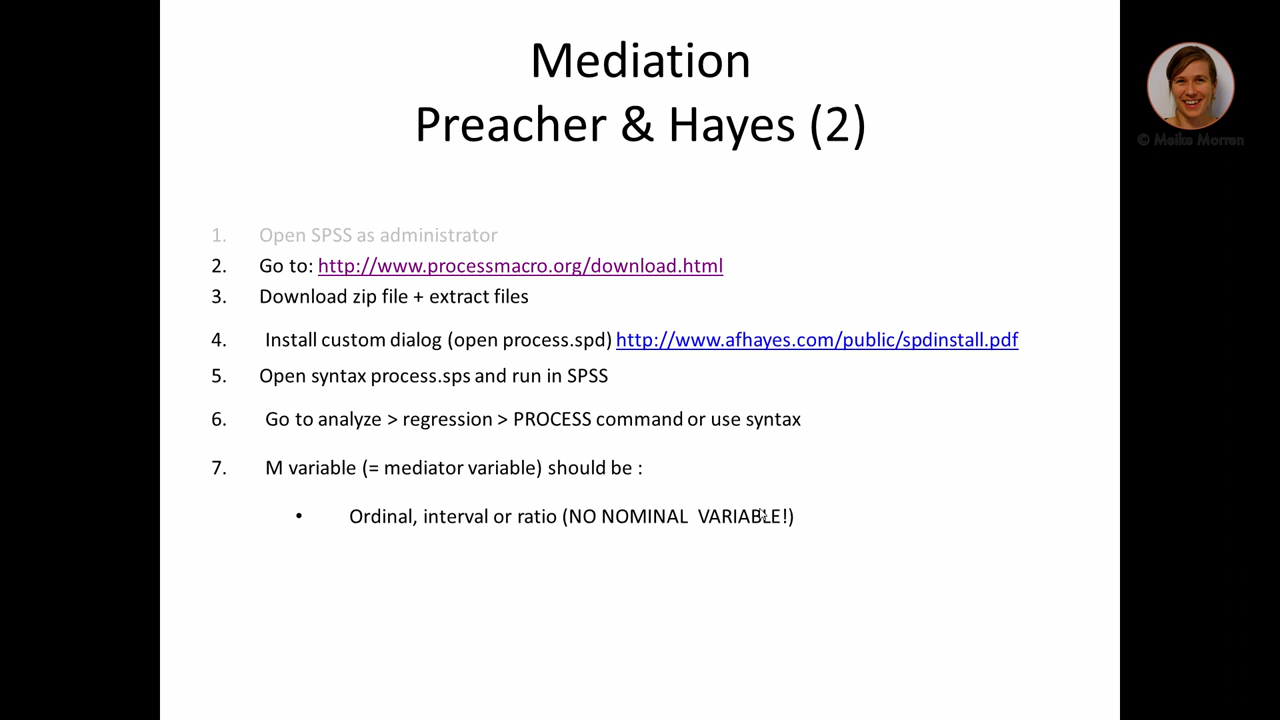 Mediation
Preacher & Hayes (2)
© Meike Morren
1. Open SPSS as administrator
2. Go to: http://www.processmacro.org/download.html
3. Download zip file + extract files
4. Install custom dialog (open process.spd) http://www.afhayes.com/public/spdinstall.pdf
5. Open syntax process.sps and run in SPSS
6. Go to analyze > regression > PROCESS command or use syntax
7. M variable (= mediator variable) should be :
• Ordinal, interval or ratio (NO NOMINAL VARIABLE!)